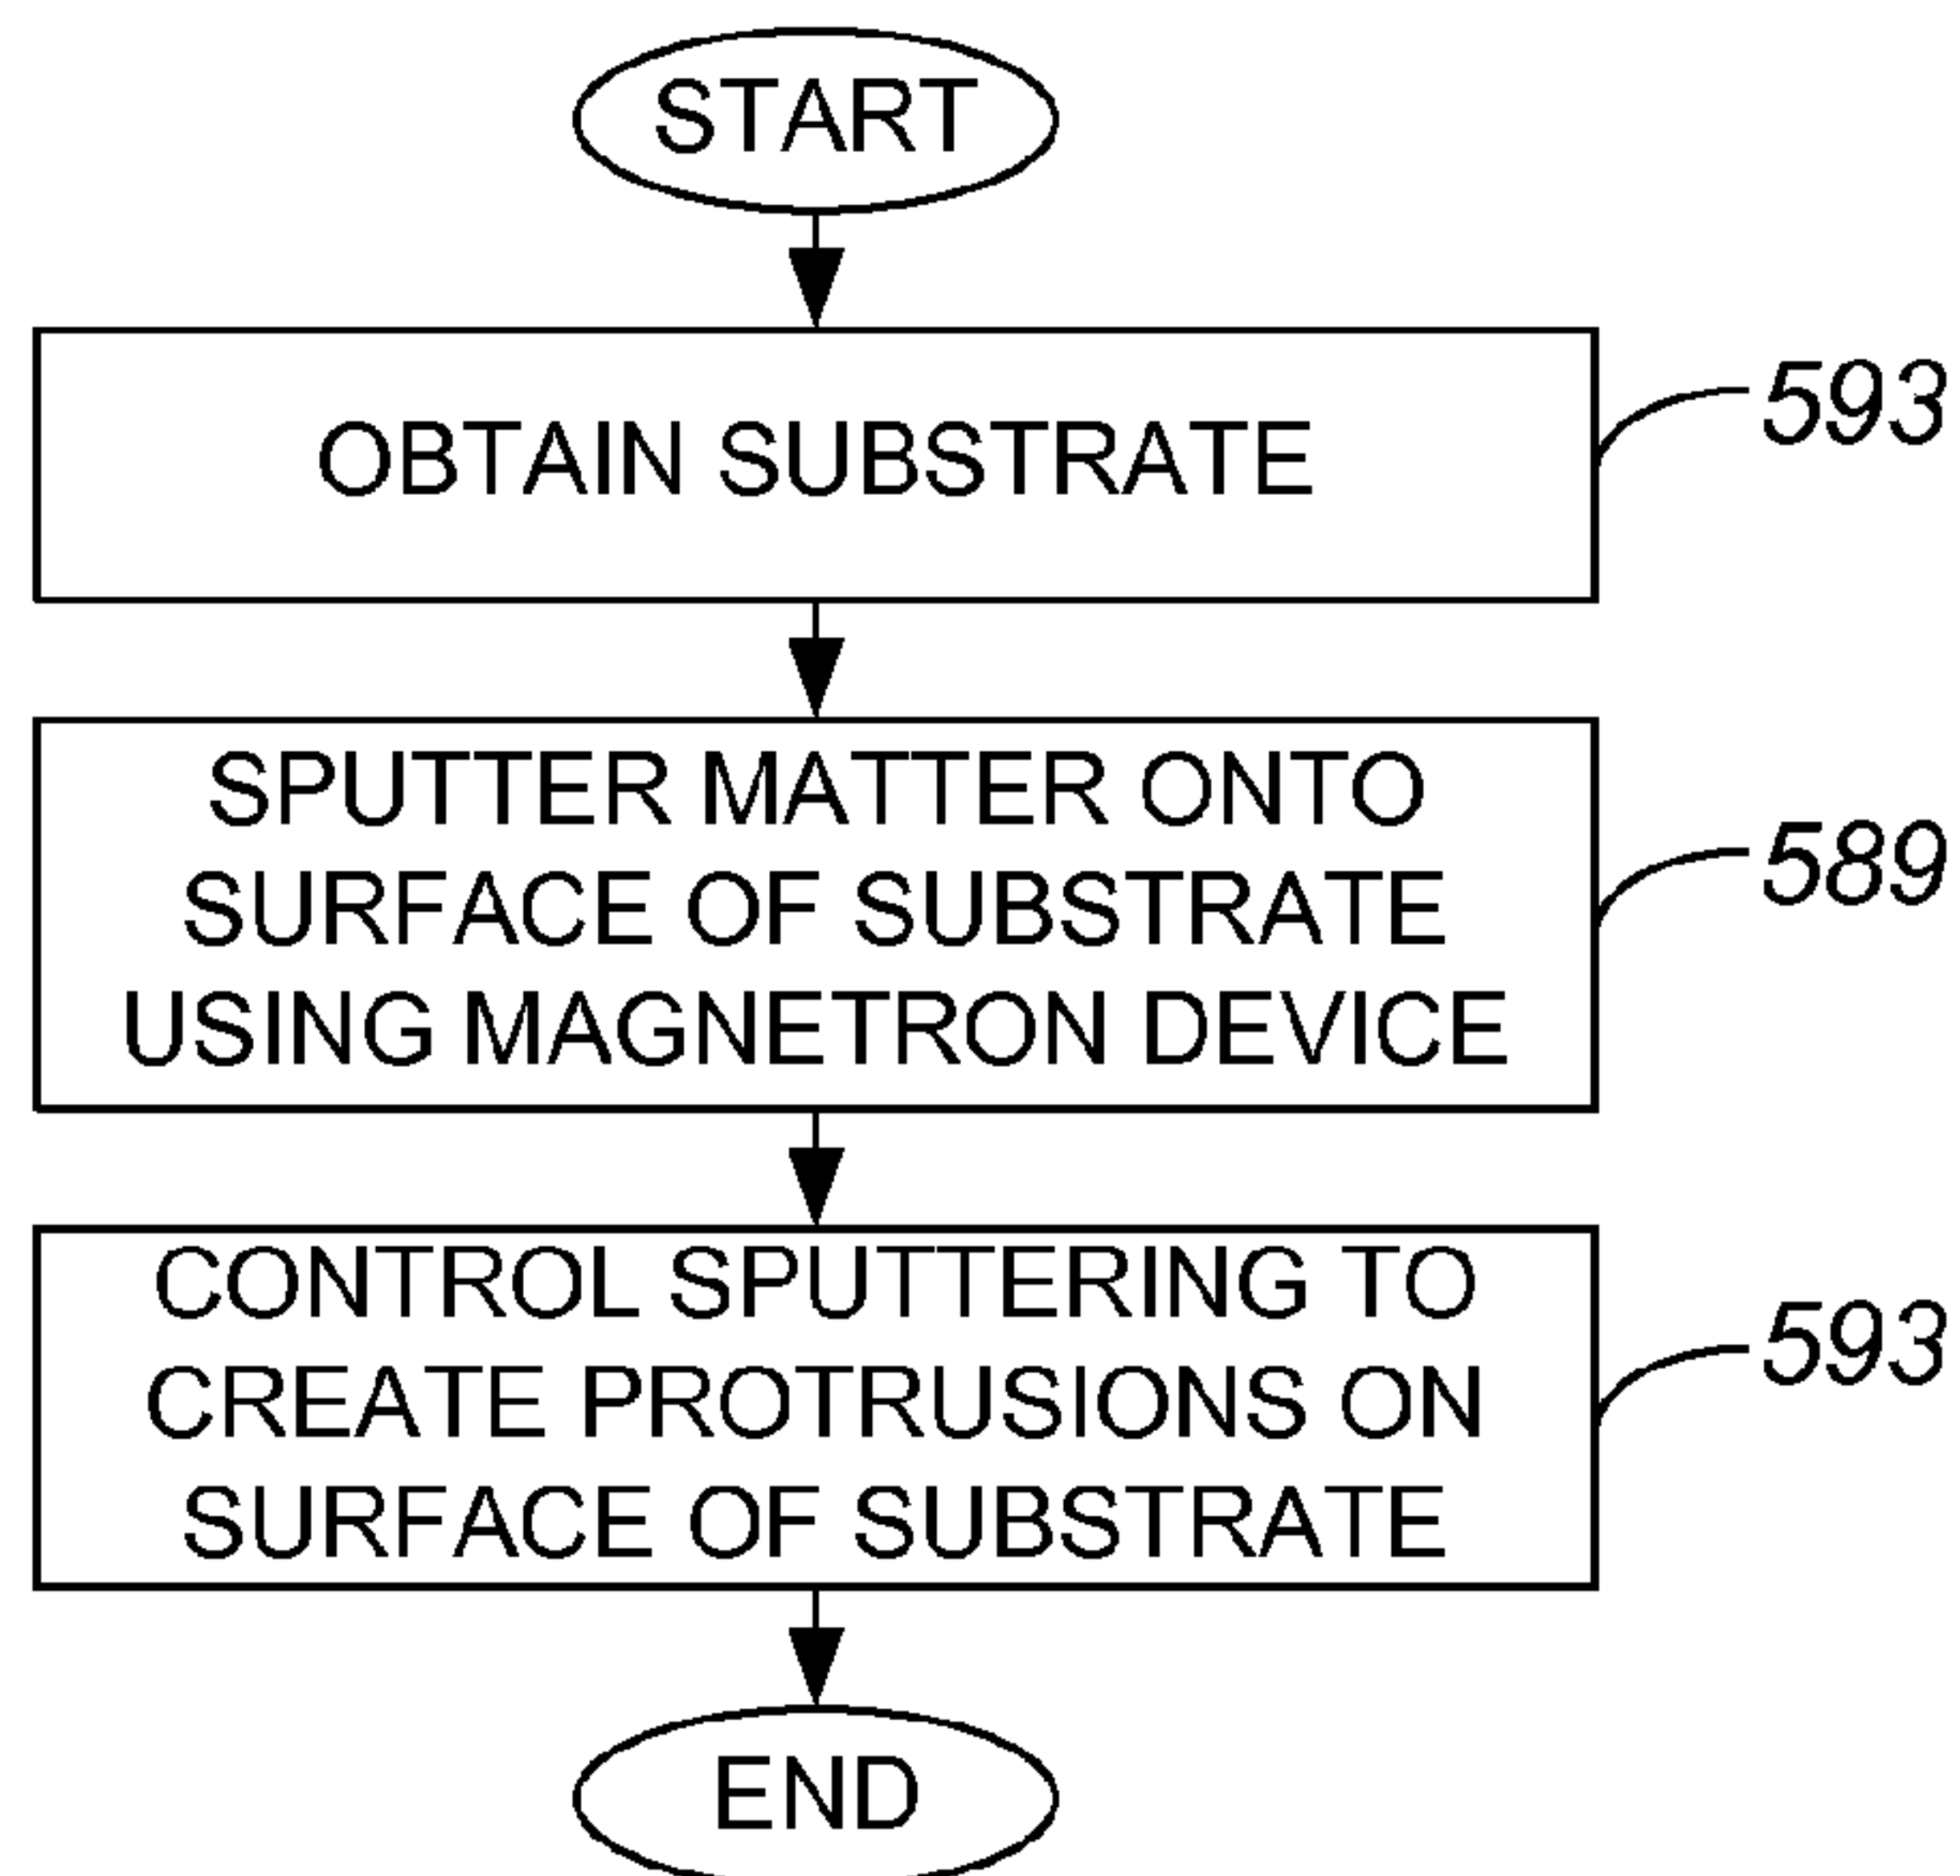 START
OBTAIN SUBSTRATE
593
SPUTTER MATTER ONTO
SURFACE OF SUBSTRATE
USING MAGNETRON DEVICE
589
CONTROL SPUTTERING TO
CREATE PROTRUSIONS ON
SURFACE OF SUBSTRATE
593
END